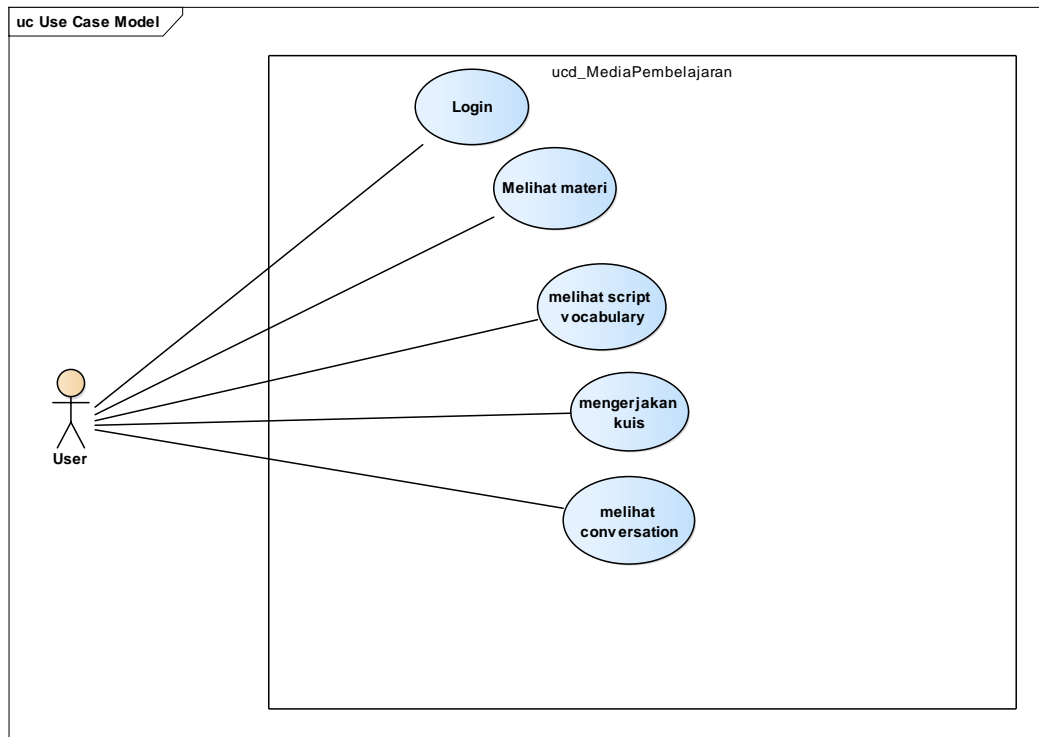 uc Use Case Model
ucd_MediaPembelajaran
Login
Melihat materi
melihat script
vocabulary
mengerjakan
kuis
User
melihat
conversation